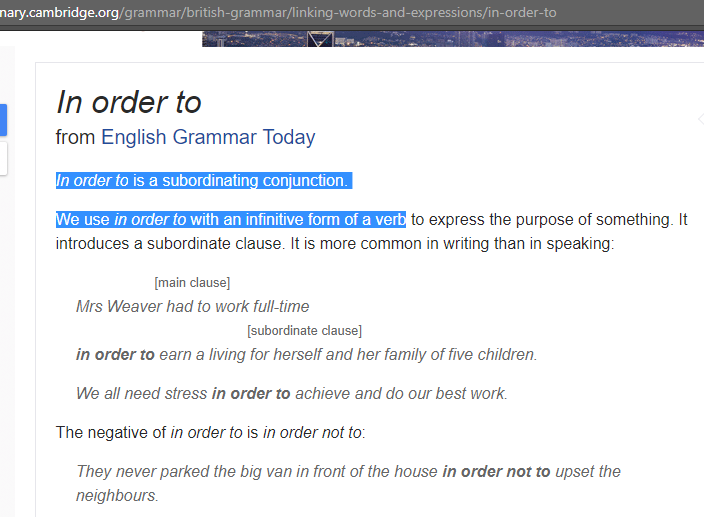 nary.cambridge.org/grammar/british-grammar/linking-words-and-expressions/in-order-to
In order to
from English Grammar Today
In order to is a subordinating conjunction.
We use in order to with an infinitive form of a verb to express the purpose of something. It
introduces a subordinate clause. It is more common in writing than in speaking:
[main clause]
Mrs Weaver had to work full-time
[subordinate clause]
in order to earn a living for herself and her family of five children.
We all need stress in order to achieve and do our best work.
The negative of in order to is in order not to:
They never parked the big van in front of the house in order not to upset the
neighbours.